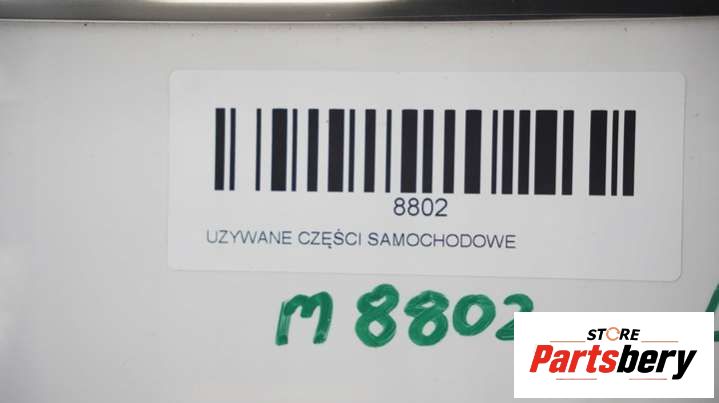 8802
UZYWANE CZĘŚCI SAMOCHODOWE
M 8802
STORE
Partsbery